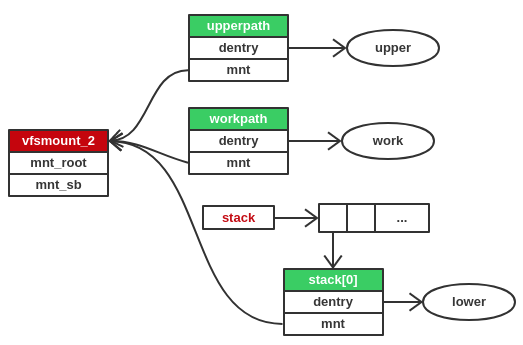 upperpath
dentry
mnt
upper
vfsmount_2
mnt_root
mnt_sb
workpath
dentry
mnt
work
stack
...
stack[0]
dentry
mnt
lower